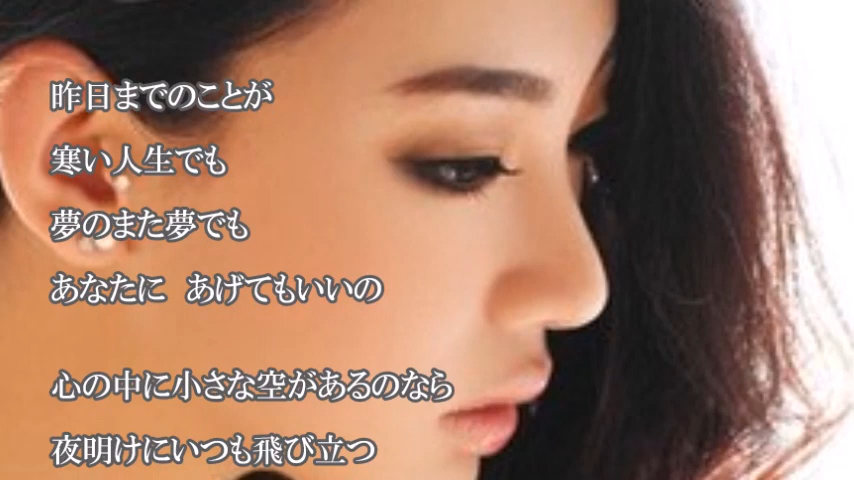 昨日までのことが
寒い人生でも
夢のまた夢でも
あなたに　あげてもいいの
心の中に小さな空があるのなら
夜明けにいつも飛び立つ